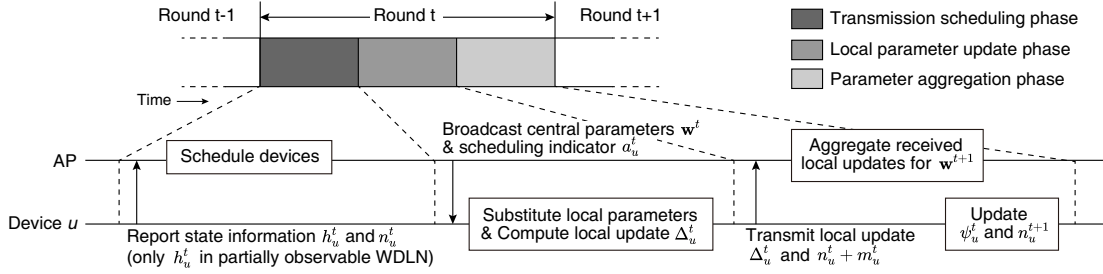 Round t-1
Round t
Round t+1
Transmission scheduling phase
Local parameter update phase
Parameter aggregation phase
Time
Broadcast central parameters w^t
& scheduling indicator a_u^t
AP
Schedule devices
Aggregate received
local updates for w^{t+1}
Device u
Report state information h_u^t and n_u^t
(only h_u^t in partially observable WDLN)
Substitute local parameters
& Compute local update Δ_u^t
Transmit local update
Δ_u^t and n_u^t + m_u^t
Update
ψ_u^t and n_u^{t+1}